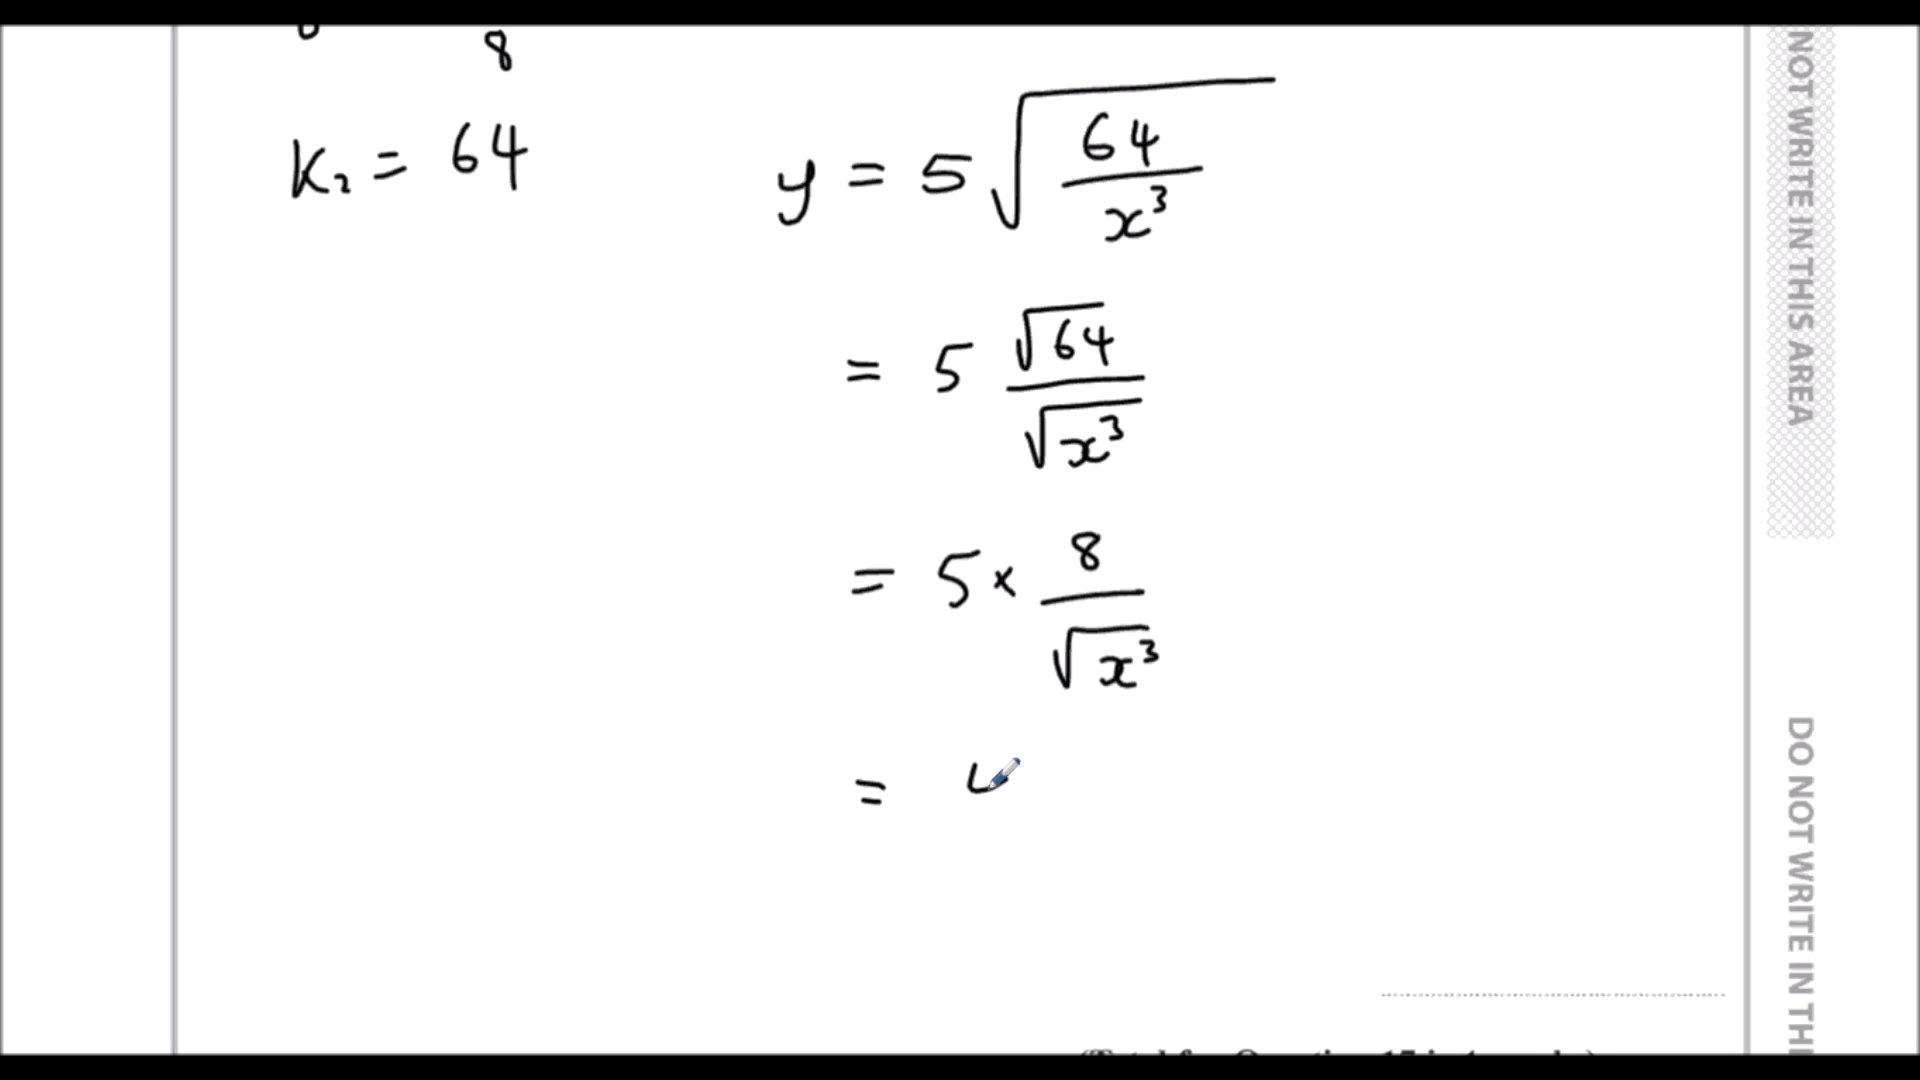 8
K₂ = 64
y = 5√(64/x³)
= 5 √64/√x³
= 5 × 8/√x³
=
NOT WRITE IN THIS AREA
DO NOT WRITE IN THI